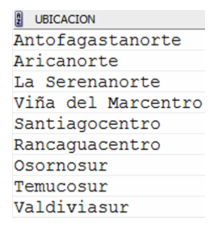 UBICACION
Antofagastanorte
Aricanorte
La Serenanorte
Viña del Marcentro
Santiagocentro
Rancaguacentro
Osornosur
Temucosur
Valdiviasur